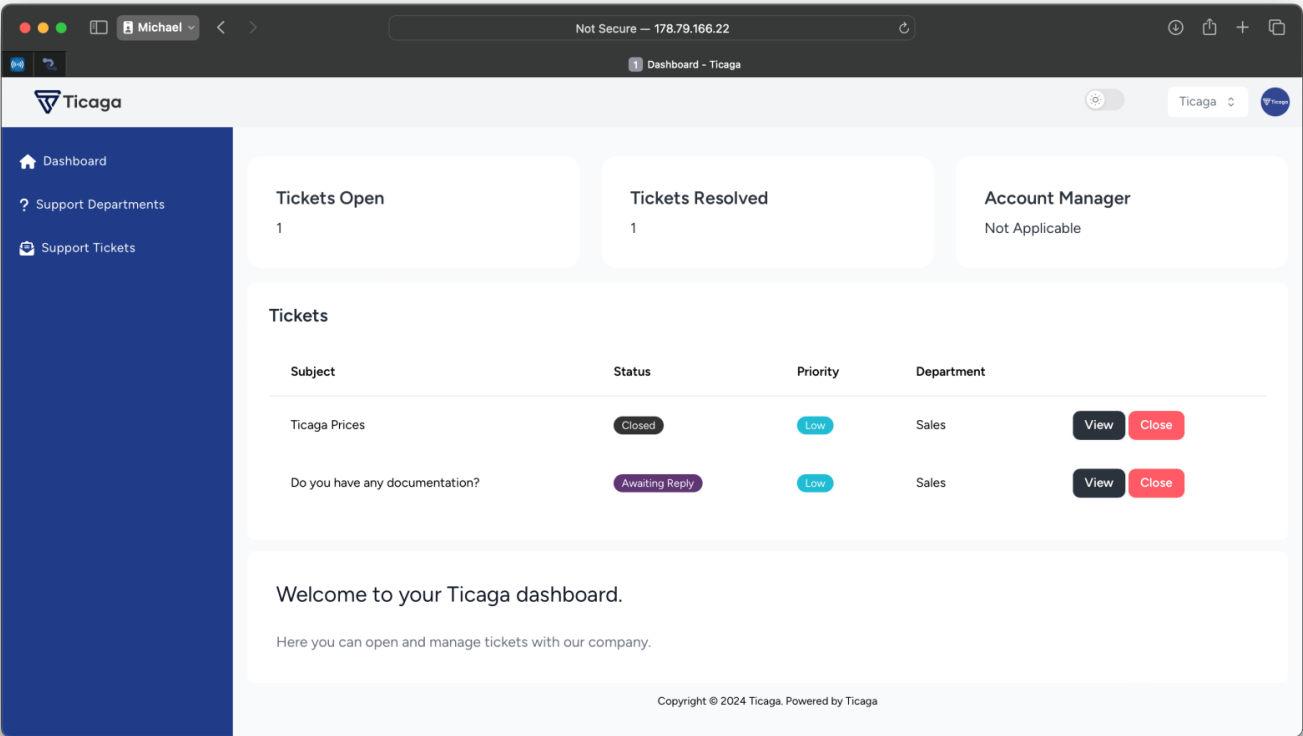 Michael
Not Secure — 178.79.166.22
1 Dashboard - Ticaga
Ticaga
Ticaga
Ticaga
Dashboard
? Support Departments
Support Tickets
Tickets Open
1
Tickets Resolved
1
Account Manager
Not Applicable
Tickets
Subject Status Priority Department
Ticaga Prices Closed Low Sales View Close
Do you have any documentation? Awaiting Reply Low Sales View Close
Welcome to your Ticaga dashboard.
Here you can open and manage tickets with our company.
Copyright © 2024 Ticaga. Powered by Ticaga